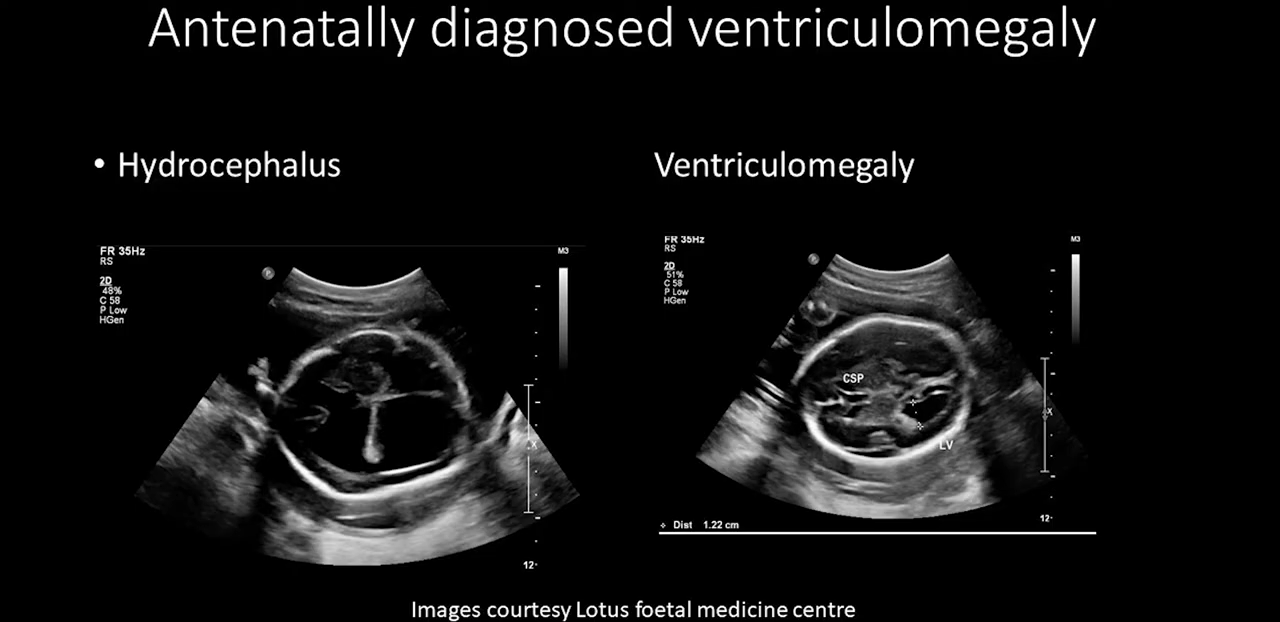 Antenatally diagnosed ventriculomegaly
• Hydrocephalus
Ventriculomegaly
FR 35Hz
RS
2D
48%
C 58
P Low
HGen
P
M3
X
12
FR 35Hz
RS
2D
51%
C 58
P Low
HGen
P
M3
CSP
LV
X
12
Dist 1.22 cm
Images courtesy Lotus foetal medicine centre